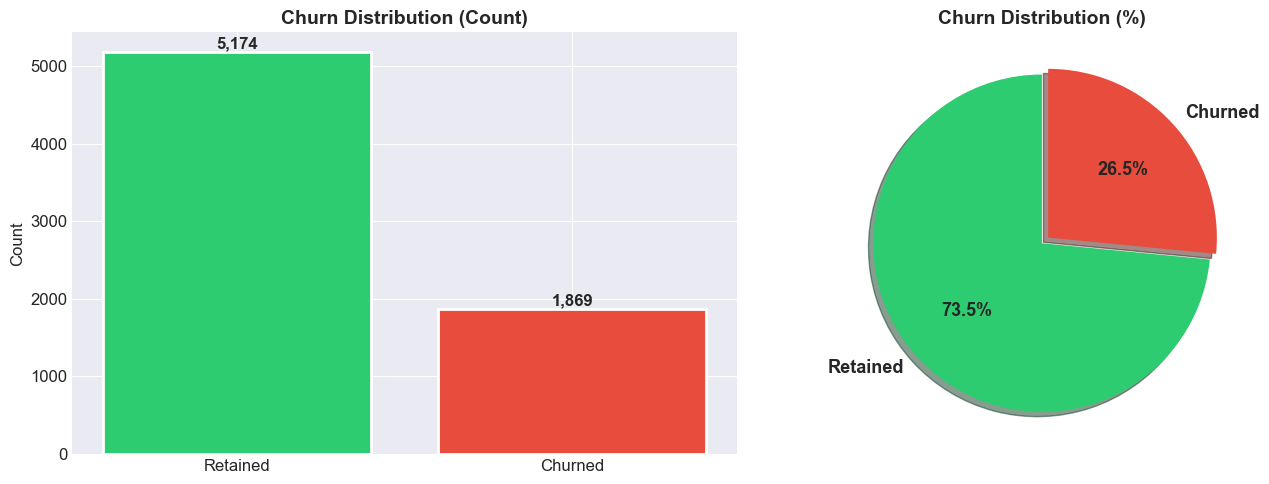 Churn Distribution (Count)
5,174
1,869
5000
4000
3000
2000
1000
0
Count
Retained
Churned
Churn Distribution (%)
Churned
26.5%
73.5%
Retained